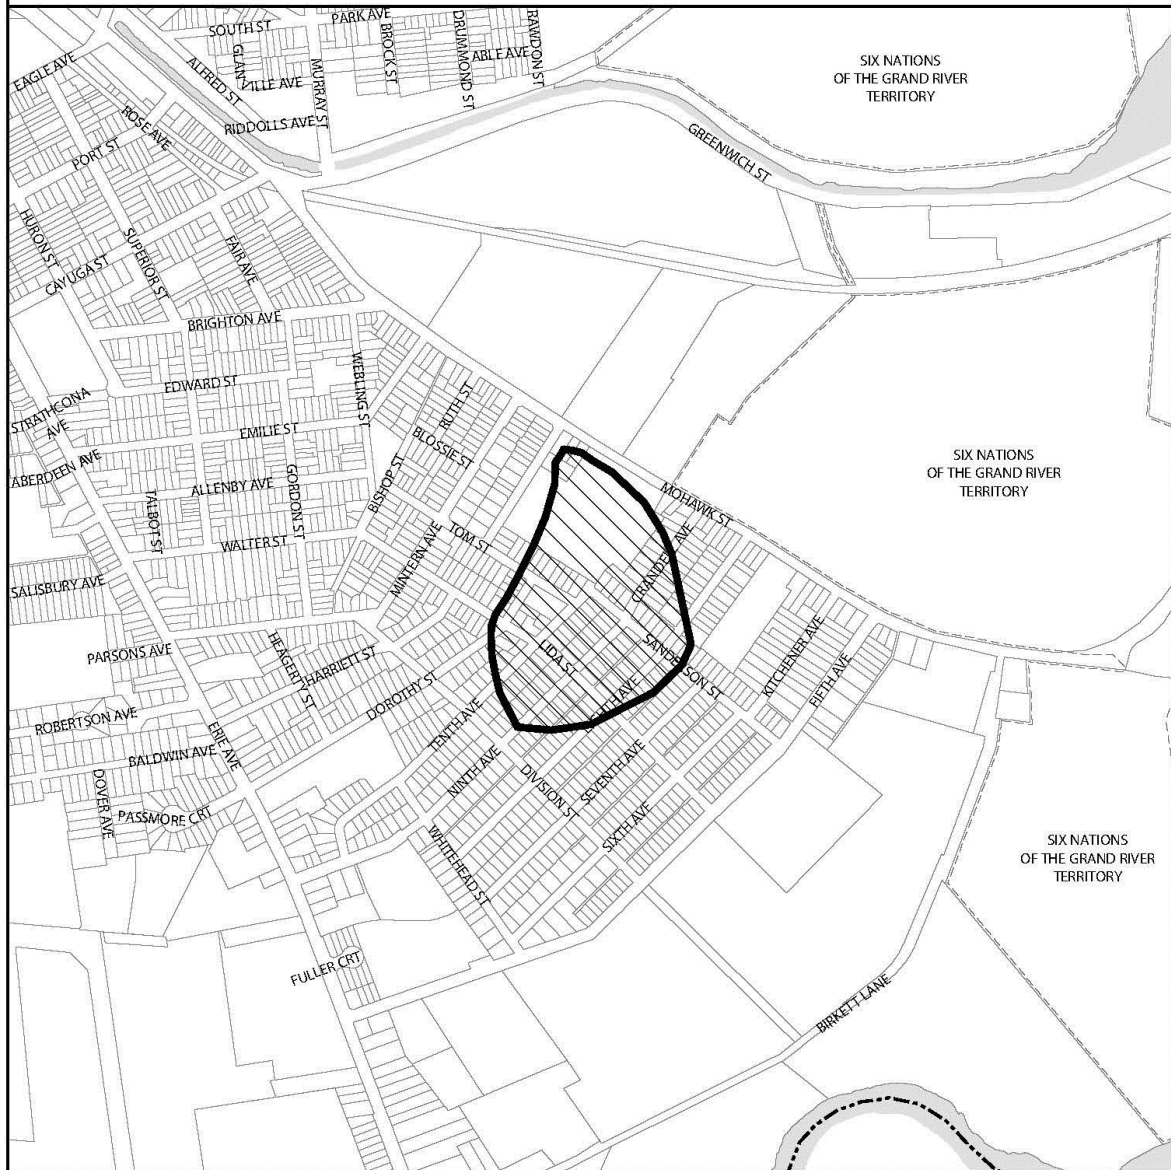 PARK AVE
SOUTH ST
GLANVILLE AVE
BROCK ST
DRUMMOND ST
RAWDON ST
ABLE AVE
EAGLE AVE
ALFRED ST
MURRAY ST
RIDDOLLS AVE
ROSE AVE
PORT ST
SIX NATIONS
OF THE GRAND RIVER
TERRITORY
GREENWICH ST
HURON ST
SUPERIOR ST
FAIR AVE
CAYUGA ST
BRIGHTON AVE
WEBLING ST
EDWARD ST
STRATHCONA
AVE
EMILIE ST
RUTH ST
BLOSSIE ST
ABERDEEN AVE
ALLENBY AVE
GORDON ST
BISHOP ST
TALBOT ST
WALTER ST
SIX NATIONS
OF THE GRAND RIVER
TERRITORY
MOHAWK ST
TOM ST
MINTERN AVE
CRANDELL AVE
SALISBURY AVE
PARSONS AVE
HEAGERTY ST
HARRIETT ST
DOROTHY ST
LIDA ST
SANDERSON ST
KITCHENER AVE
FIFTH AVE
ROBERTSON AVE
ERIE AVE
TENTH AVE
TH AVE
BALDWIN AVE
NINTH AVE
DIVISION ST
SEVENTH AVE
DOVER AVE
PASSMORE CRT
SIXTH AVE
WHITEHEAD ST
SIX NATIONS
OF THE GRAND RIVER
TERRITORY
FULLER CRT
BIRKETT LANE